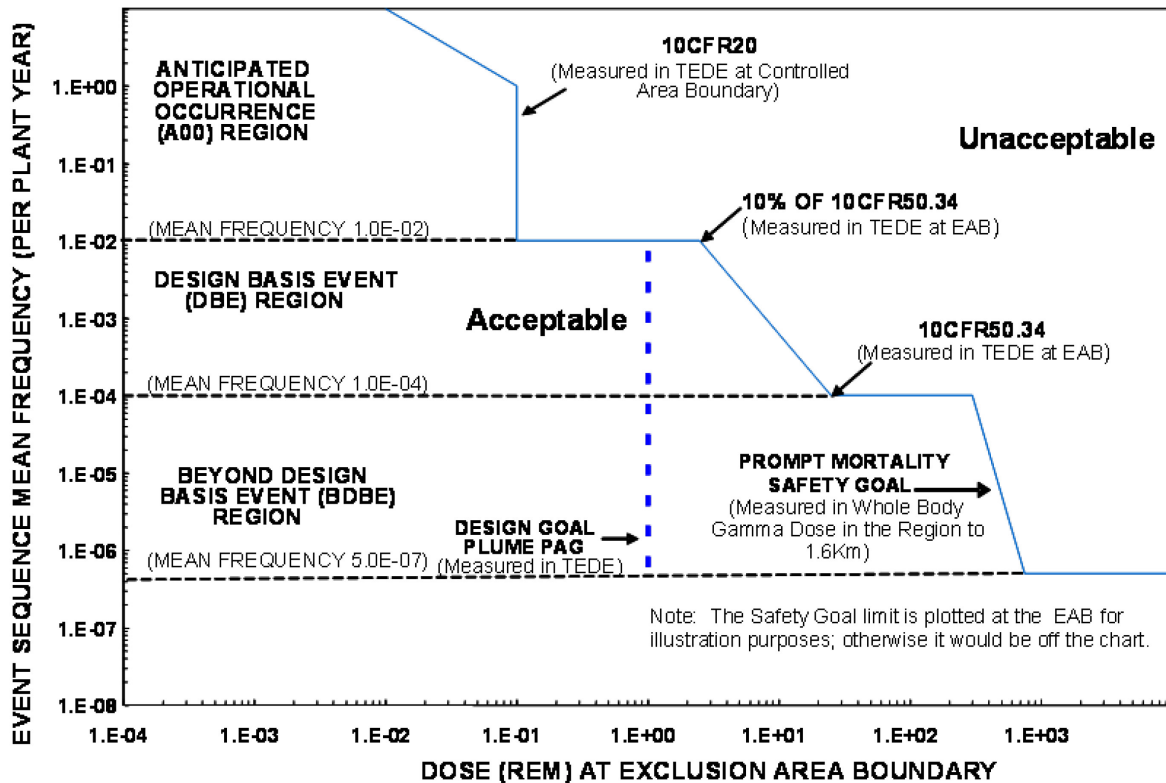 EVENT SEQUENCE MEAN FREQUENCY (PER PLANT YEAR)
1.E+00
1.E-01
1.E-02
1.E-03
1.E-04
1.E-05
1.E-06
1.E-07
1.E-08
ANTICIPATED
OPERATIONAL
OCCURRENCE
(A00) REGION
10CFR20
(Measured in TEDE at Controlled
Area Boundary)
Unacceptable
(MEAN FREQUENCY 1.0E-02)
10% OF 10CFR50.34
(Measured in TEDE at EAB)
DESIGN BASIS EVENT
(DBE) REGION
Acceptable
10CFR50.34
(Measured in TEDE at EAB)
(MEAN FREQUENCY 1.0E-04)
BEYOND DESIGN
BASIS EVENT (BDBE)
REGION
PROMPT MORTALITY
SAFETY GOAL
(Measured in Whole Body
Gamma Dose in the Region to
1.6Km)
DESIGN GOAL
PLUME PAG
(Measured in TEDE)
(MEAN FREQUENCY 5.0E-07)
Note: The Safety Goal limit is plotted at the EAB for
illustration purposes; otherwise it would be off the chart.
1.E-04 1.E-03 1.E-02 1.E-01 1.E+00 1.E+01 1.E+02 1.E+03
DOSE (REM) AT EXCLUSION AREA BOUNDARY